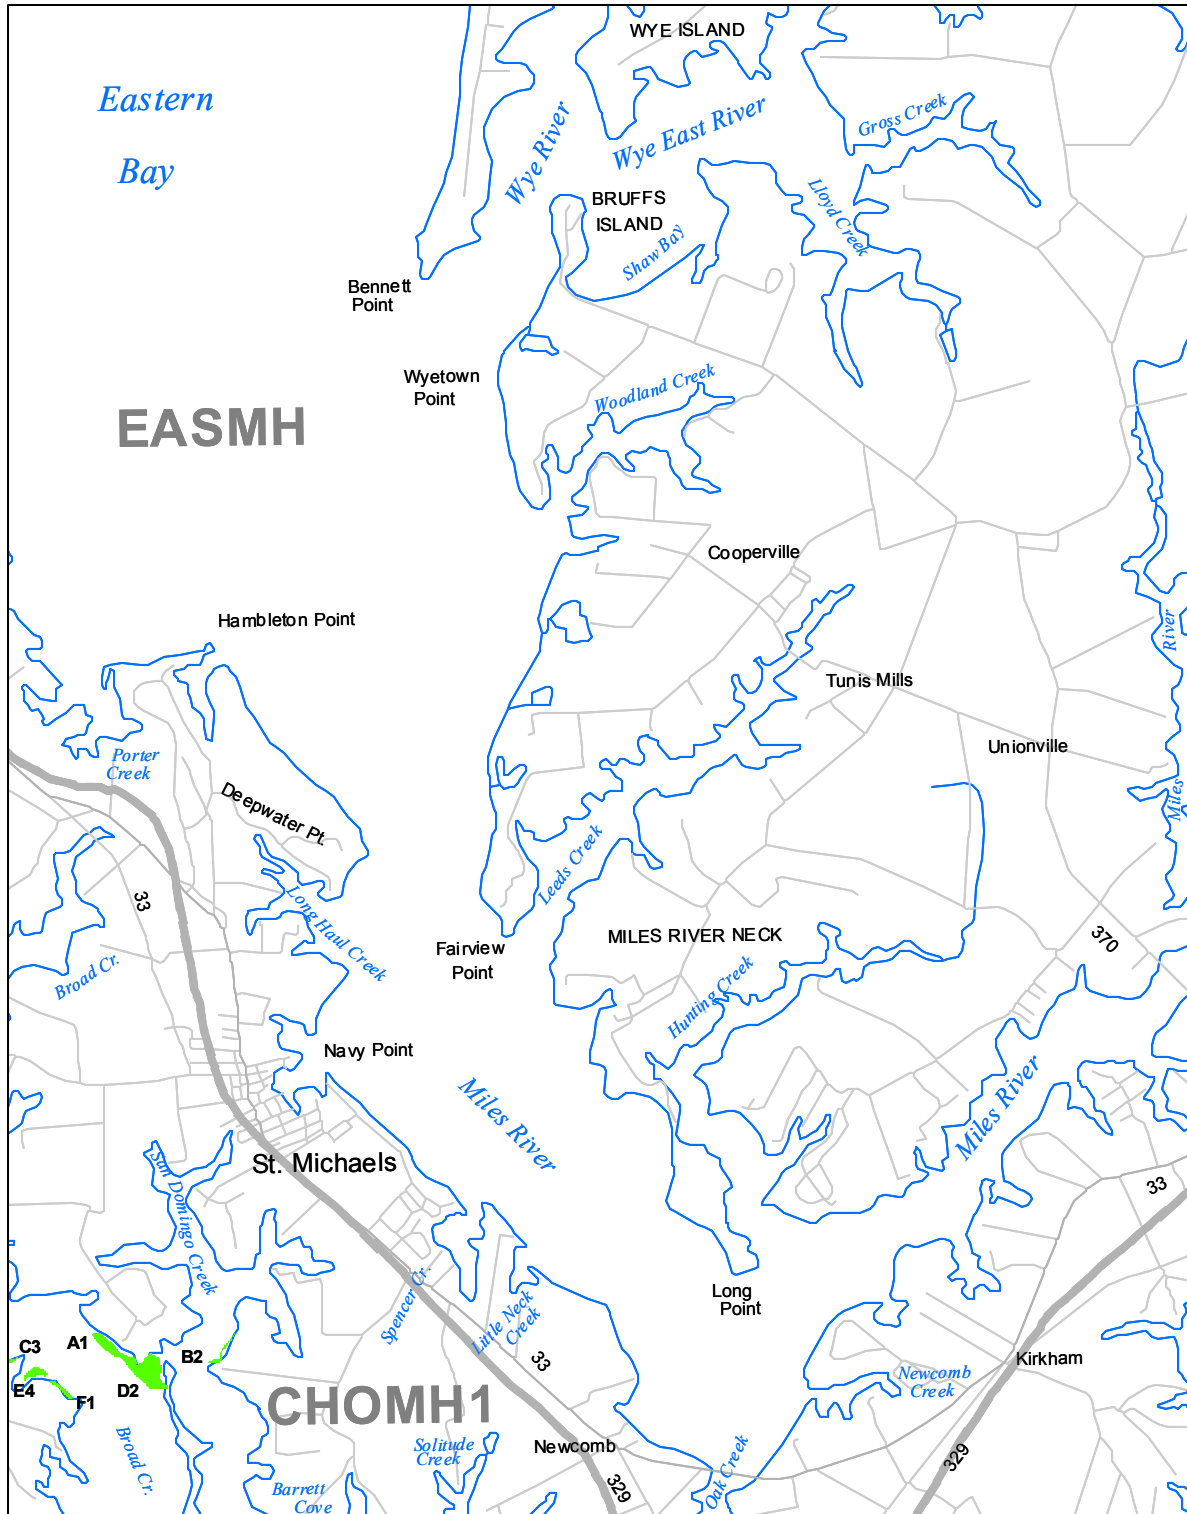 WYE ISLAND
Eastern
Bay
Wye River
Wye East River
Gross Creek
BRUFFS
ISLAND
Lloyd Creek
Shaw Bay
Bennett
Point
Wyetown
Point
Woodland Creek
EASMH
Cooperville
Hambleton Point
River
Tunis Mills
Unionville
Porter
Creek
Miles
Deepwater Pt.
Leeds Creek
33
Long Haul Creek
370
MILES RIVER NECK
Fairview
Point
Broad Cr.
Hunting Creek
Navy Point
Miles River
Miles River
St. Michaels
San Domingo Creek
33
Long
Point
Spencer Cr.
Little Neck
Creek
C3
A1
B2
33
Kirkham
E4
D2
F1
Newcomb
Creek
CHOMH1
Broad Cr.
Solitude
Creek
Newcomb
329
Oak Creek
Barrett
Cove
329